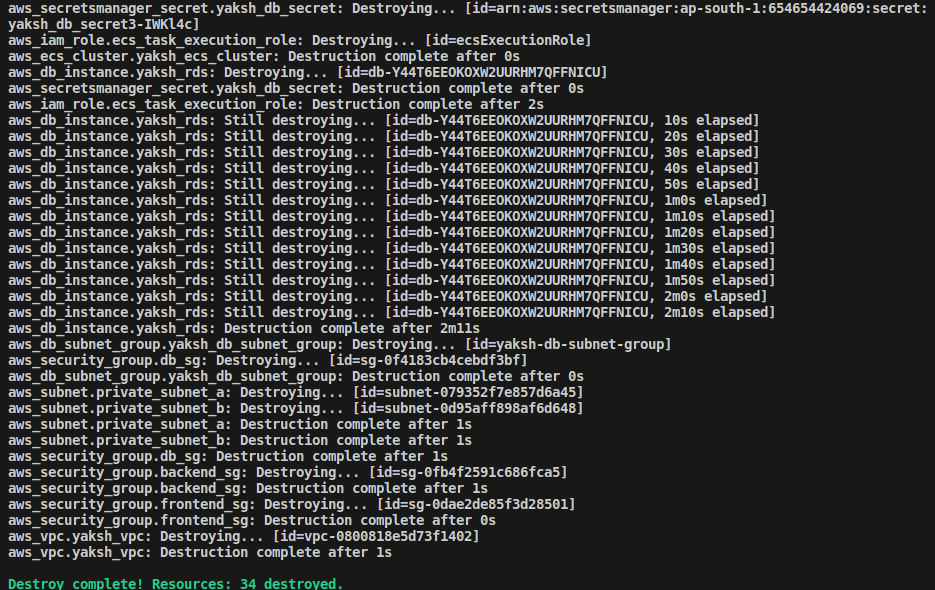 aws_secretsmanager_secret.yaksh_db_secret: Destroying... [id=arn:aws:secretsmanager:ap-south-1:654654424069:secret:
yaksh_db_secret3-IWKl4c]
aws_iam_role.ecs_task_execution_role: Destroying... [id=ecsExecutionRole]
aws_ecs_cluster.yaksh_ecs_cluster: Destruction complete after 0s
aws_db_instance.yaksh_rds: Destroying... [id=db-Y44T6EEOKOXW2UURHM7QFFNICU]
aws_secretsmanager_secret.yaksh_db_secret: Destruction complete after 0s
aws_iam_role.ecs_task_execution_role: Destruction complete after 2s
aws_db_instance.yaksh_rds: Still destroying... [id=db-Y44T6EEOKOXW2UURHM7QFFNICU, 10s elapsed]
aws_db_instance.yaksh_rds: Still destroying... [id=db-Y44T6EEOKOXW2UURHM7QFFNICU, 20s elapsed]
aws_db_instance.yaksh_rds: Still destroying... [id=db-Y44T6EEOKOXW2UURHM7QFFNICU, 30s elapsed]
aws_db_instance.yaksh_rds: Still destroying... [id=db-Y44T6EEOKOXW2UURHM7QFFNICU, 40s elapsed]
aws_db_instance.yaksh_rds: Still destroying... [id=db-Y44T6EEOKOXW2UURHM7QFFNICU, 50s elapsed]
aws_db_instance.yaksh_rds: Still destroying... [id=db-Y44T6EEOKOXW2UURHM7QFFNICU, 1m0s elapsed]
aws_db_instance.yaksh_rds: Still destroying... [id=db-Y44T6EEOKOXW2UURHM7QFFNICU, 1m10s elapsed]
aws_db_instance.yaksh_rds: Still destroying... [id=db-Y44T6EEOKOXW2UURHM7QFFNICU, 1m20s elapsed]
aws_db_instance.yaksh_rds: Still destroying... [id=db-Y44T6EEOKOXW2UURHM7QFFNICU, 1m30s elapsed]
aws_db_instance.yaksh_rds: Still destroying... [id=db-Y44T6EEOKOXW2UURHM7QFFNICU, 1m40s elapsed]
aws_db_instance.yaksh_rds: Still destroying... [id=db-Y44T6EEOKOXW2UURHM7QFFNICU, 1m50s elapsed]
aws_db_instance.yaksh_rds: Still destroying... [id=db-Y44T6EEOKOXW2UURHM7QFFNICU, 2m0s elapsed]
aws_db_instance.yaksh_rds: Still destroying... [id=db-Y44T6EEOKOXW2UURHM7QFFNICU, 2m10s elapsed]
aws_db_instance.yaksh_rds: Destruction complete after 2m11s
aws_db_subnet_group.yaksh_db_subnet_group: Destroying... [id=yaksh-db-subnet-group]
aws_security_group.db_sg: Destroying... [id=sg-0f4183cb4cebdf3bf]
aws_db_subnet_group.yaksh_db_subnet_group: Destruction complete after 0s
aws_subnet.private_subnet_a: Destroying... [id=subnet-079352f7e857d6a45]
aws_subnet.private_subnet_b: Destroying... [id=subnet-0d95aff898af6d648]
aws_subnet.private_subnet_a: Destruction complete after 1s
aws_subnet.private_subnet_b: Destruction complete after 1s
aws_security_group.db_sg: Destruction complete after 1s
aws_security_group.backend_sg: Destroying... [id=sg-0fb4f2591c686fca5]
aws_security_group.backend_sg: Destruction complete after 1s
aws_security_group.frontend_sg: Destroying... [id=sg-0dae2de85f3d28501]
aws_security_group.frontend_sg: Destruction complete after 0s
aws_vpc.yaksh_vpc: Destroying... [id=vpc-0800818e5d73f1402]
aws_vpc.yaksh_vpc: Destruction complete after 1s
Destroy complete! Resources: 34 destroyed.